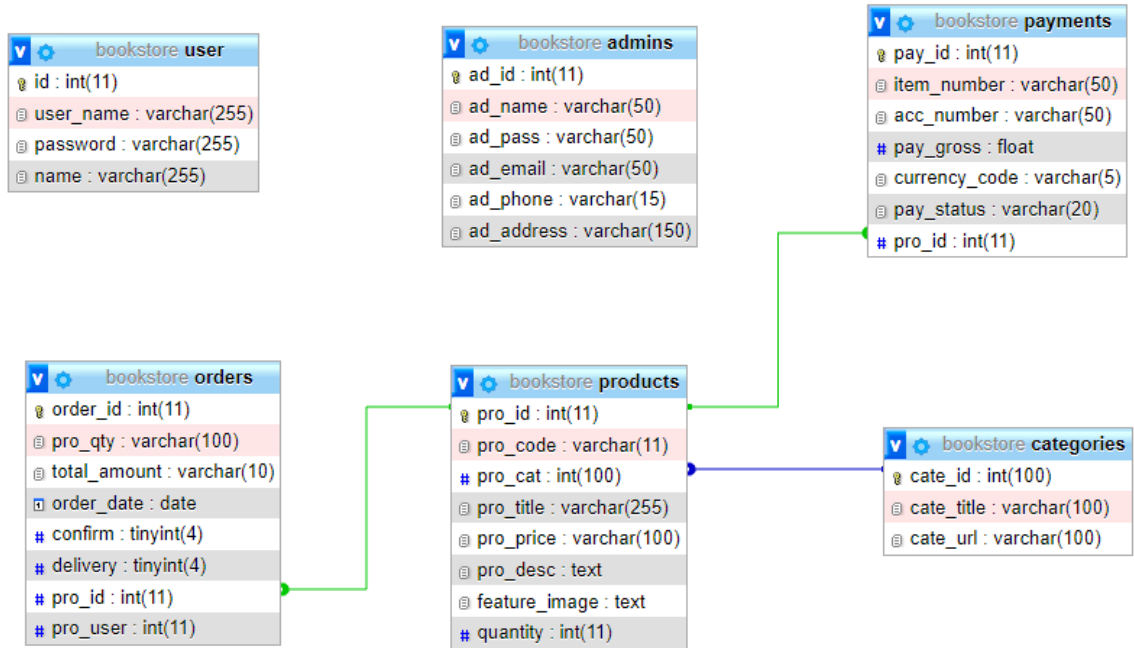 bookstore user
id : int(11)
user_name : varchar(255)
password : varchar(255)
name : varchar(255)
bookstore admins
ad_id : int(11)
ad_name : varchar(50)
ad_pass : varchar(50)
ad_email : varchar(50)
ad_phone : varchar(15)
ad_address : varchar(150)
bookstore payments
pay_id : int(11)
item_number : varchar(50)
acc_number : varchar(50)
# pay_gross : float
currency_code : varchar(5)
pay_status : varchar(20)
# pro_id : int(11)
bookstore orders
order_id : int(11)
pro_qty : varchar(100)
total_amount : varchar(10)
order_date : date
# confirm : tinyint(4)
# delivery : tinyint(4)
# pro_id : int(11)
# pro_user : int(11)
bookstore products
pro_id : int(11)
pro_code : varchar(11)
# pro_cat : int(100)
pro_title : varchar(255)
pro_price : varchar(100)
pro_desc : text
feature_image : text
# quantity : int(11)
bookstore categories
cate_id : int(100)
cate_title : varchar(100)
cate_url : varchar(100)